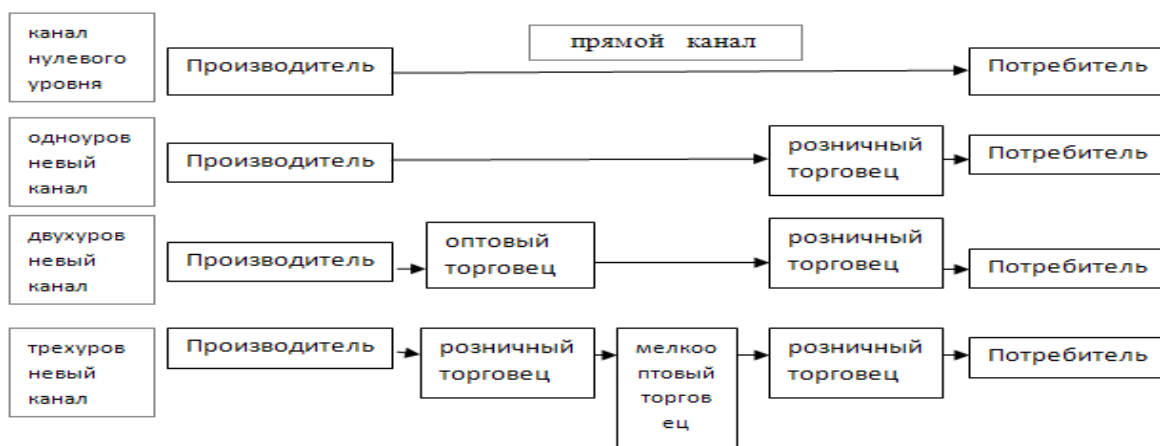 канал
нулевого
уровня
прямой канал
Производитель
Потребитель
одноуров
невый
канал
Производитель
розничный
торговец
Потребитель
двухуров
невый
канал
Производитель
оптовый
торговец
розничный
торговец
Потребитель
трехуров
невый
канал
Производитель
розничный
торговец
мелкоо
птовый
торгов
ец
розничный
торговец
Потребитель